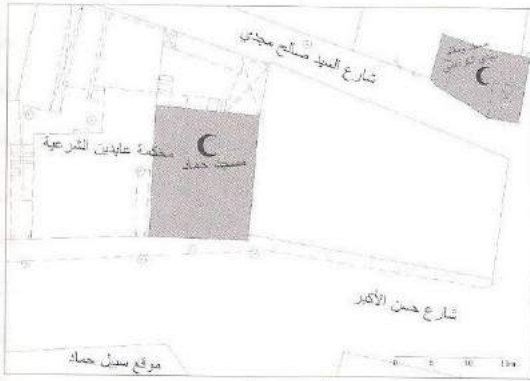 شارع السيد صالح مجدي
محكمة عابدين الشرعية
مسجد حماد
شارع حسن الأكبر
موقع سبيل حماد